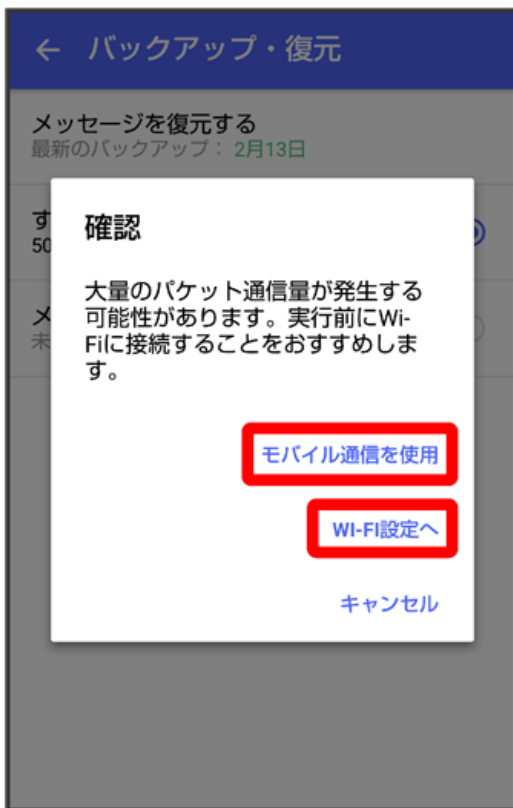 ← バックアップ・復元
メッセージを復元する
最新のバックアップ： 2月13日
す
50
メ
未
確認
大量のパケット通信量が発生する
可能性があります。実行前にWi-
Fiに接続することをおすすめしま
す。
モバイル通信を使用
WI-FI設定へ
キャンセル